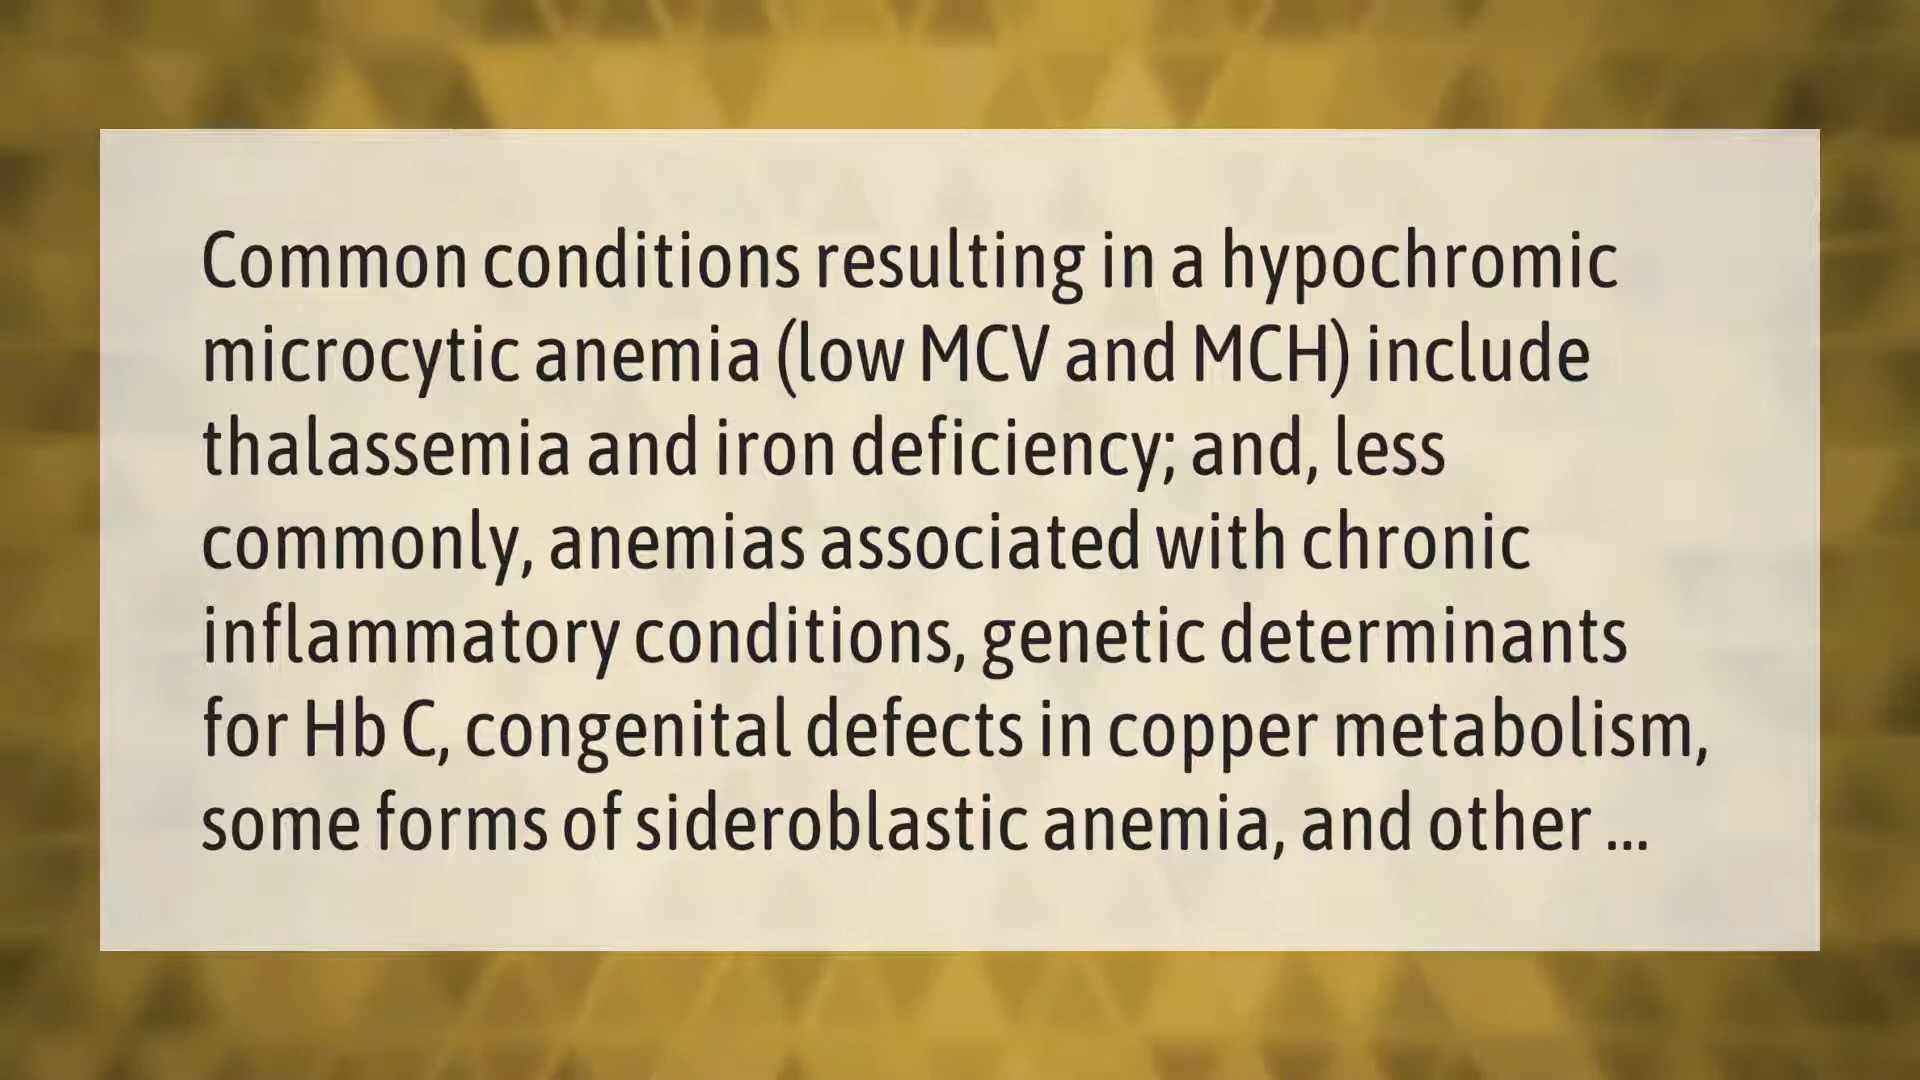 Common conditions resulting in a hypochromic
microcytic anemia (low MCV and MCH) include
thalassemia and iron deficiency; and, less
commonly, anemias associated with chronic
inflammatory conditions, genetic determinants
for Hb C, congenital defects in copper metabolism,
some forms of sideroblastic anemia, and other ...